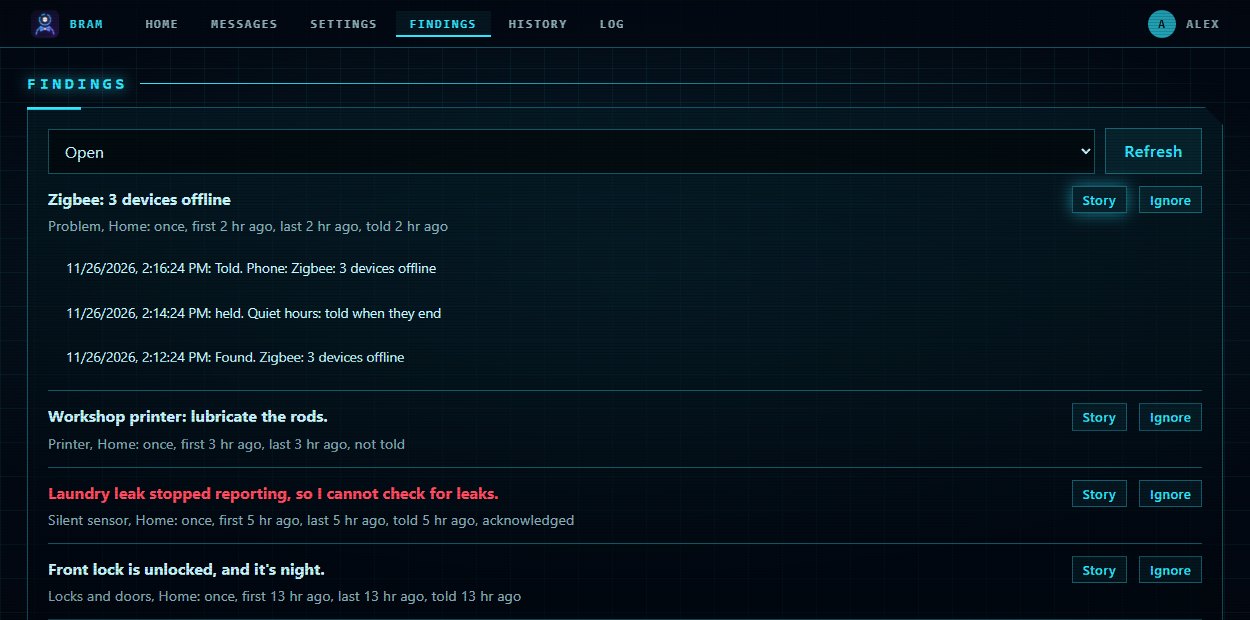 BRAM
HOME
MESSAGES
SETTINGS
FINDINGS
HISTORY
LOG
A
ALEX
FINDINGS
Open
Refresh
Zigbee: 3 devices offline
Story
Ignore
Problem, Home: once, first 2 hr ago, last 2 hr ago, told 2 hr ago
11/26/2026, 2:16:24 PM: Told. Phone: Zigbee: 3 devices offline
11/26/2026, 2:14:24 PM: held. Quiet hours: told when they end
11/26/2026, 2:12:24 PM: Found. Zigbee: 3 devices offline
Workshop printer: lubricate the rods.
Story
Ignore
Printer, Home: once, first 3 hr ago, last 3 hr ago, not told
Laundry leak stopped reporting, so I cannot check for leaks.
Story
Ignore
Silent sensor, Home: once, first 5 hr ago, last 5 hr ago, told 5 hr ago, acknowledged
Front lock is unlocked, and it's night.
Story
Ignore
Locks and doors, Home: once, first 13 hr ago, last 13 hr ago, told 13 hr ago